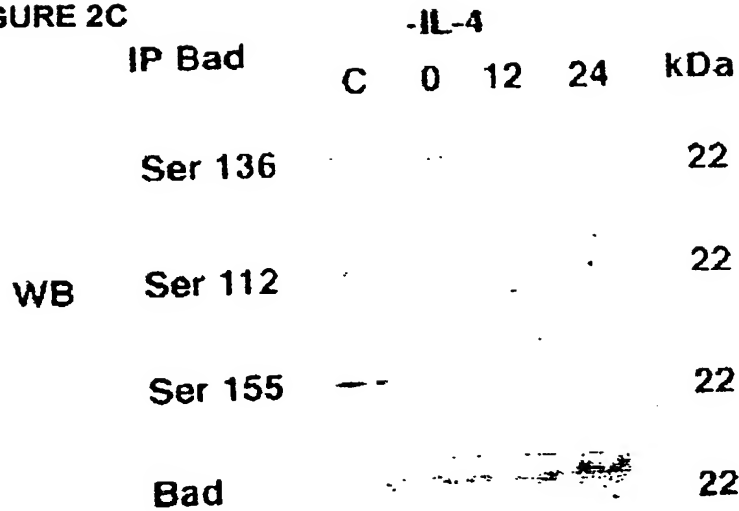 GURE 2C
-IL-4
IP Bad C 0 12 24 kDa
Ser 136 22
Ser 112 22
WB
Ser 155 22
Bad 22